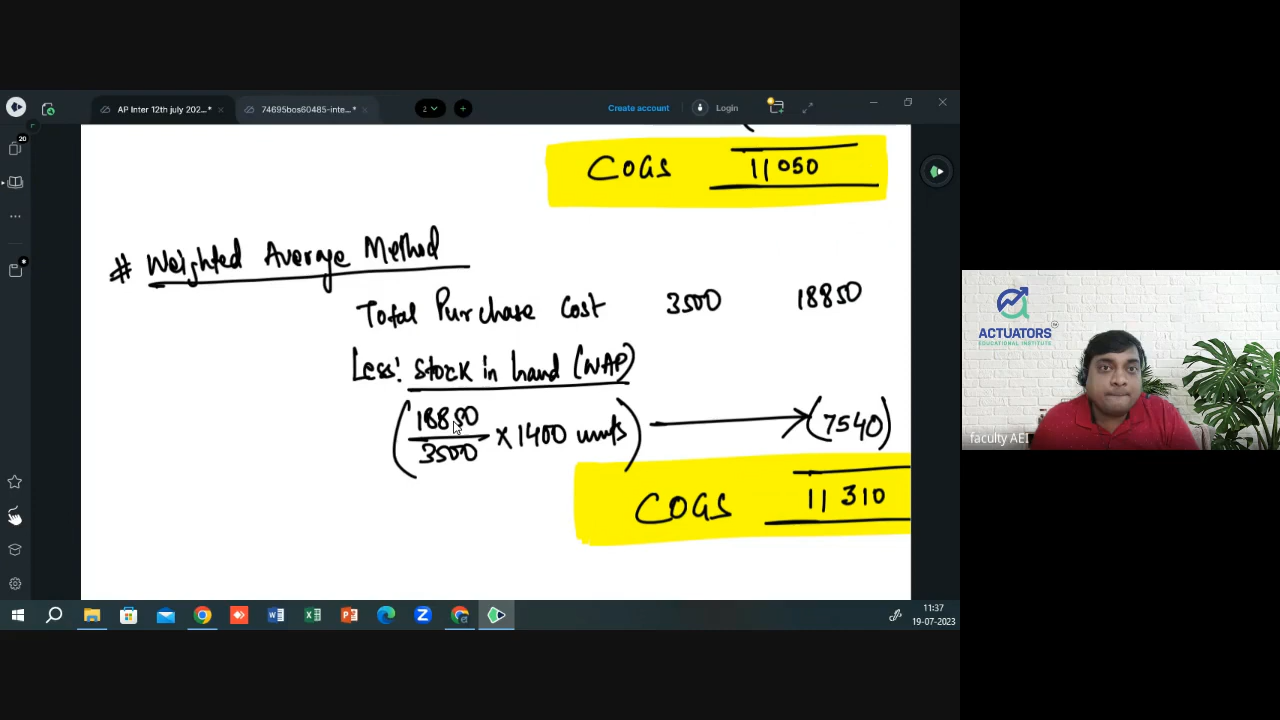 AP Inter 12th july 202...*
74695bos60485-inte...*
2
Create account
Login
20
COGS 11050
# Weighted Average Method
Total Purchase Cost 3500 18850
Less: Stock in hand (WAP)
(18850/3500 × 1400 units) → (7540)
COGS 11310
ACTUATORS
EDUCATIONAL INSTITUTE
faculty AEI
11:37
19-07-2023